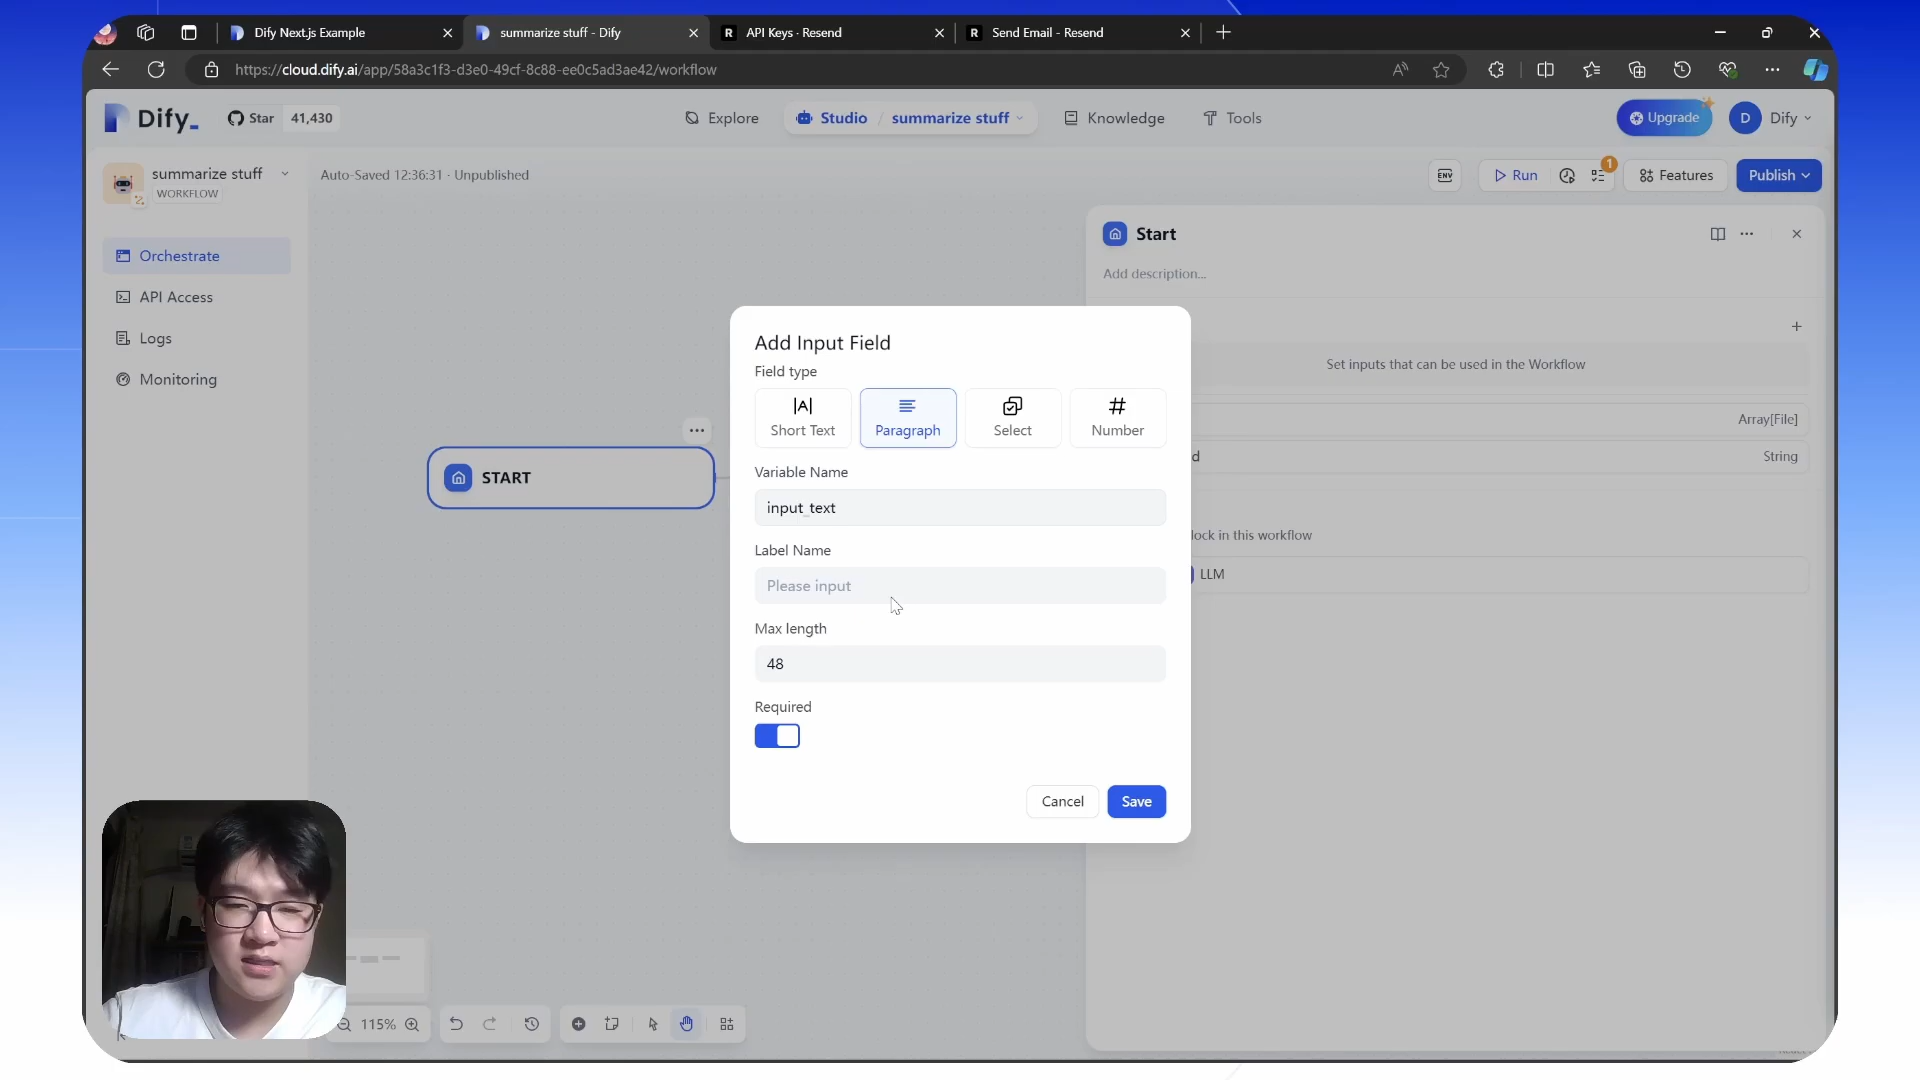 Dify Next.js Example
summarize stuff - Dify
API Keys · Resend
Send Email - Resend
https://cloud.dify.ai/app/58a3c1f3-d3e0-49cf-8c88-ee0c5ad3ae42/workflow
Dify_
Star 41,430
Explore
Studio / summarize stuff
Knowledge
Tools
Upgrade
D Dify
summarize stuff
WORKFLOW
Auto-Saved 12:36:31 · Unpublished
ENV
Run
1
Features
Publish
Orchestrate
API Access
Logs
Monitoring
START
Start
Add description...
Set inputs that can be used in the Workflow
Array[File]
d String
lock in this workflow
LLM
Add Input Field
Field type
Short Text
Paragraph
Select
Number
Variable Name
input_text
Label Name
Please input
Max length
48
Required
Cancel
Save
115%